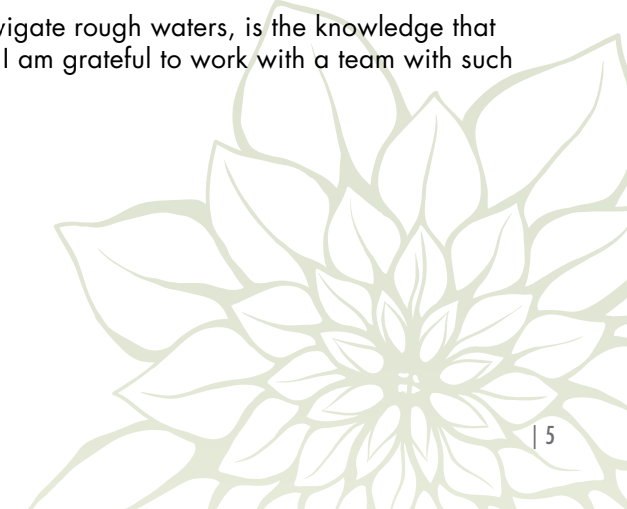 vigate rough waters, is the knowledge that
I am grateful to work with a team with such
| 5